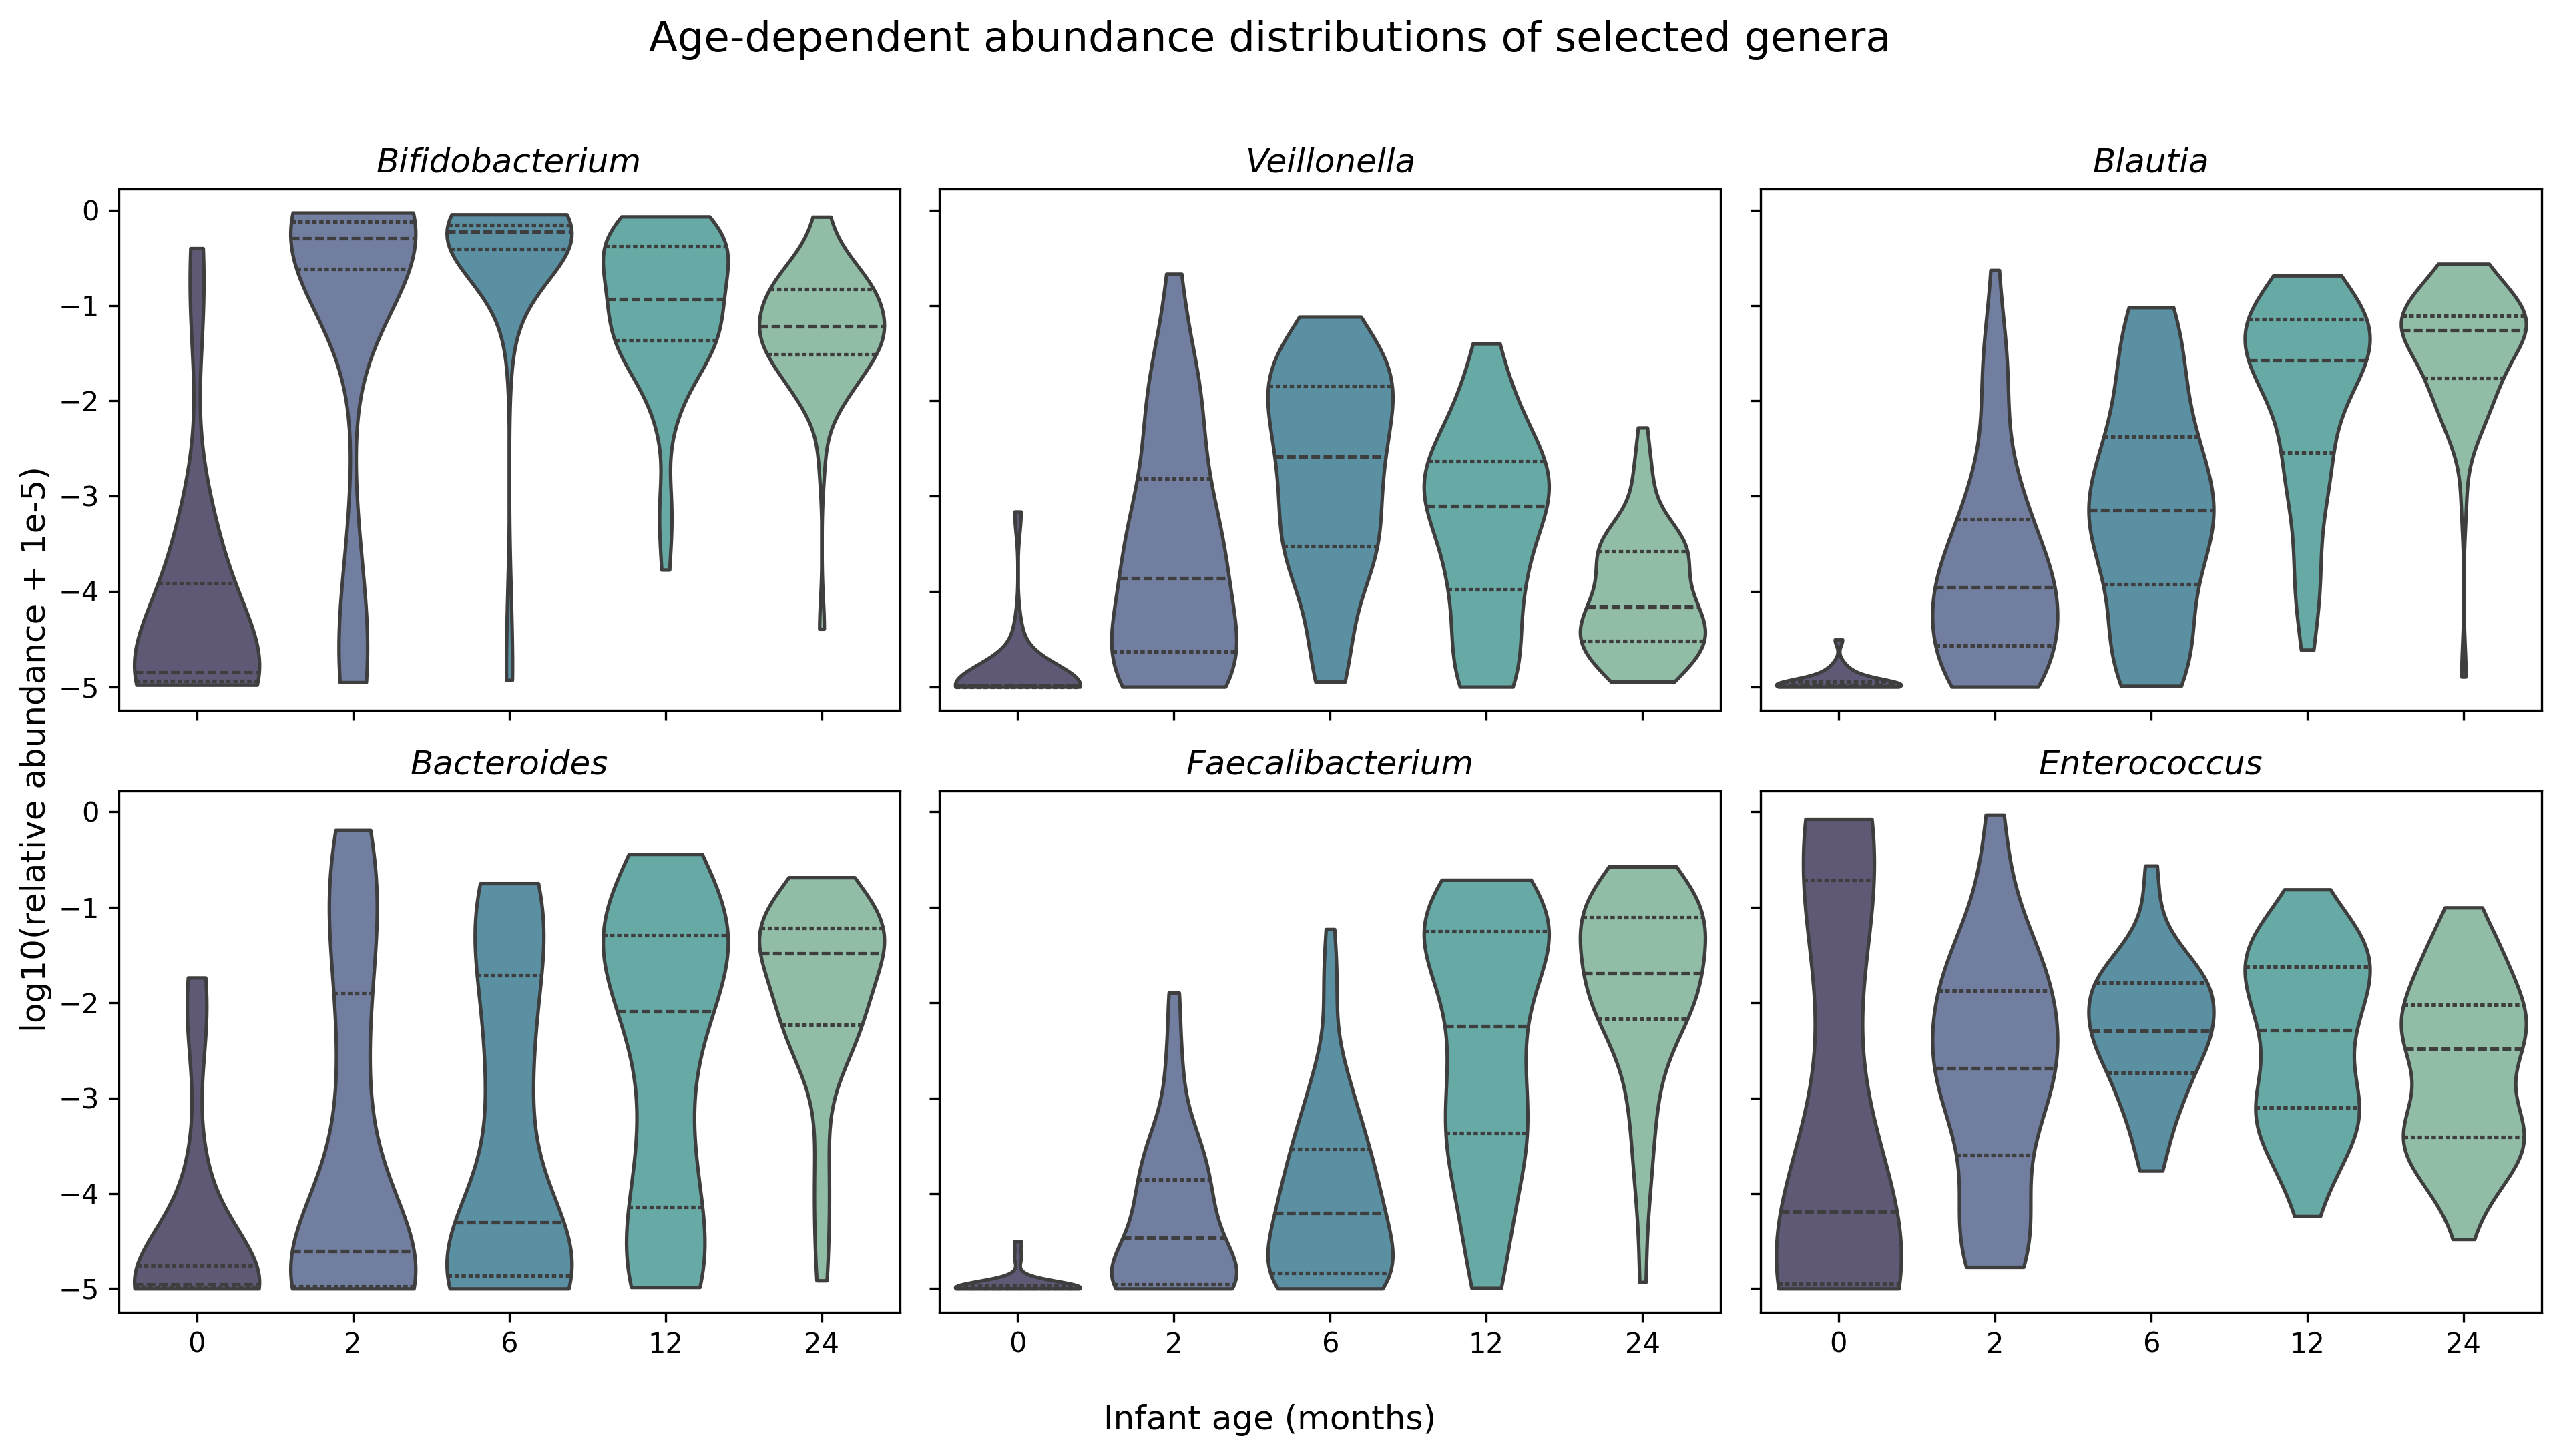 Age-dependent abundance distributions of selected genera
Bifidobacterium
Veillonella
Blautia
0
−1
−2
−3
−4
−5
log10(relative abundance + 1e-5)
Bacteroides
Faecalibacterium
Enterococcus
0
−1
−2
−3
−4
−5
0 2 6 12 24
0 2 6 12 24
0 2 6 12 24
Infant age (months)